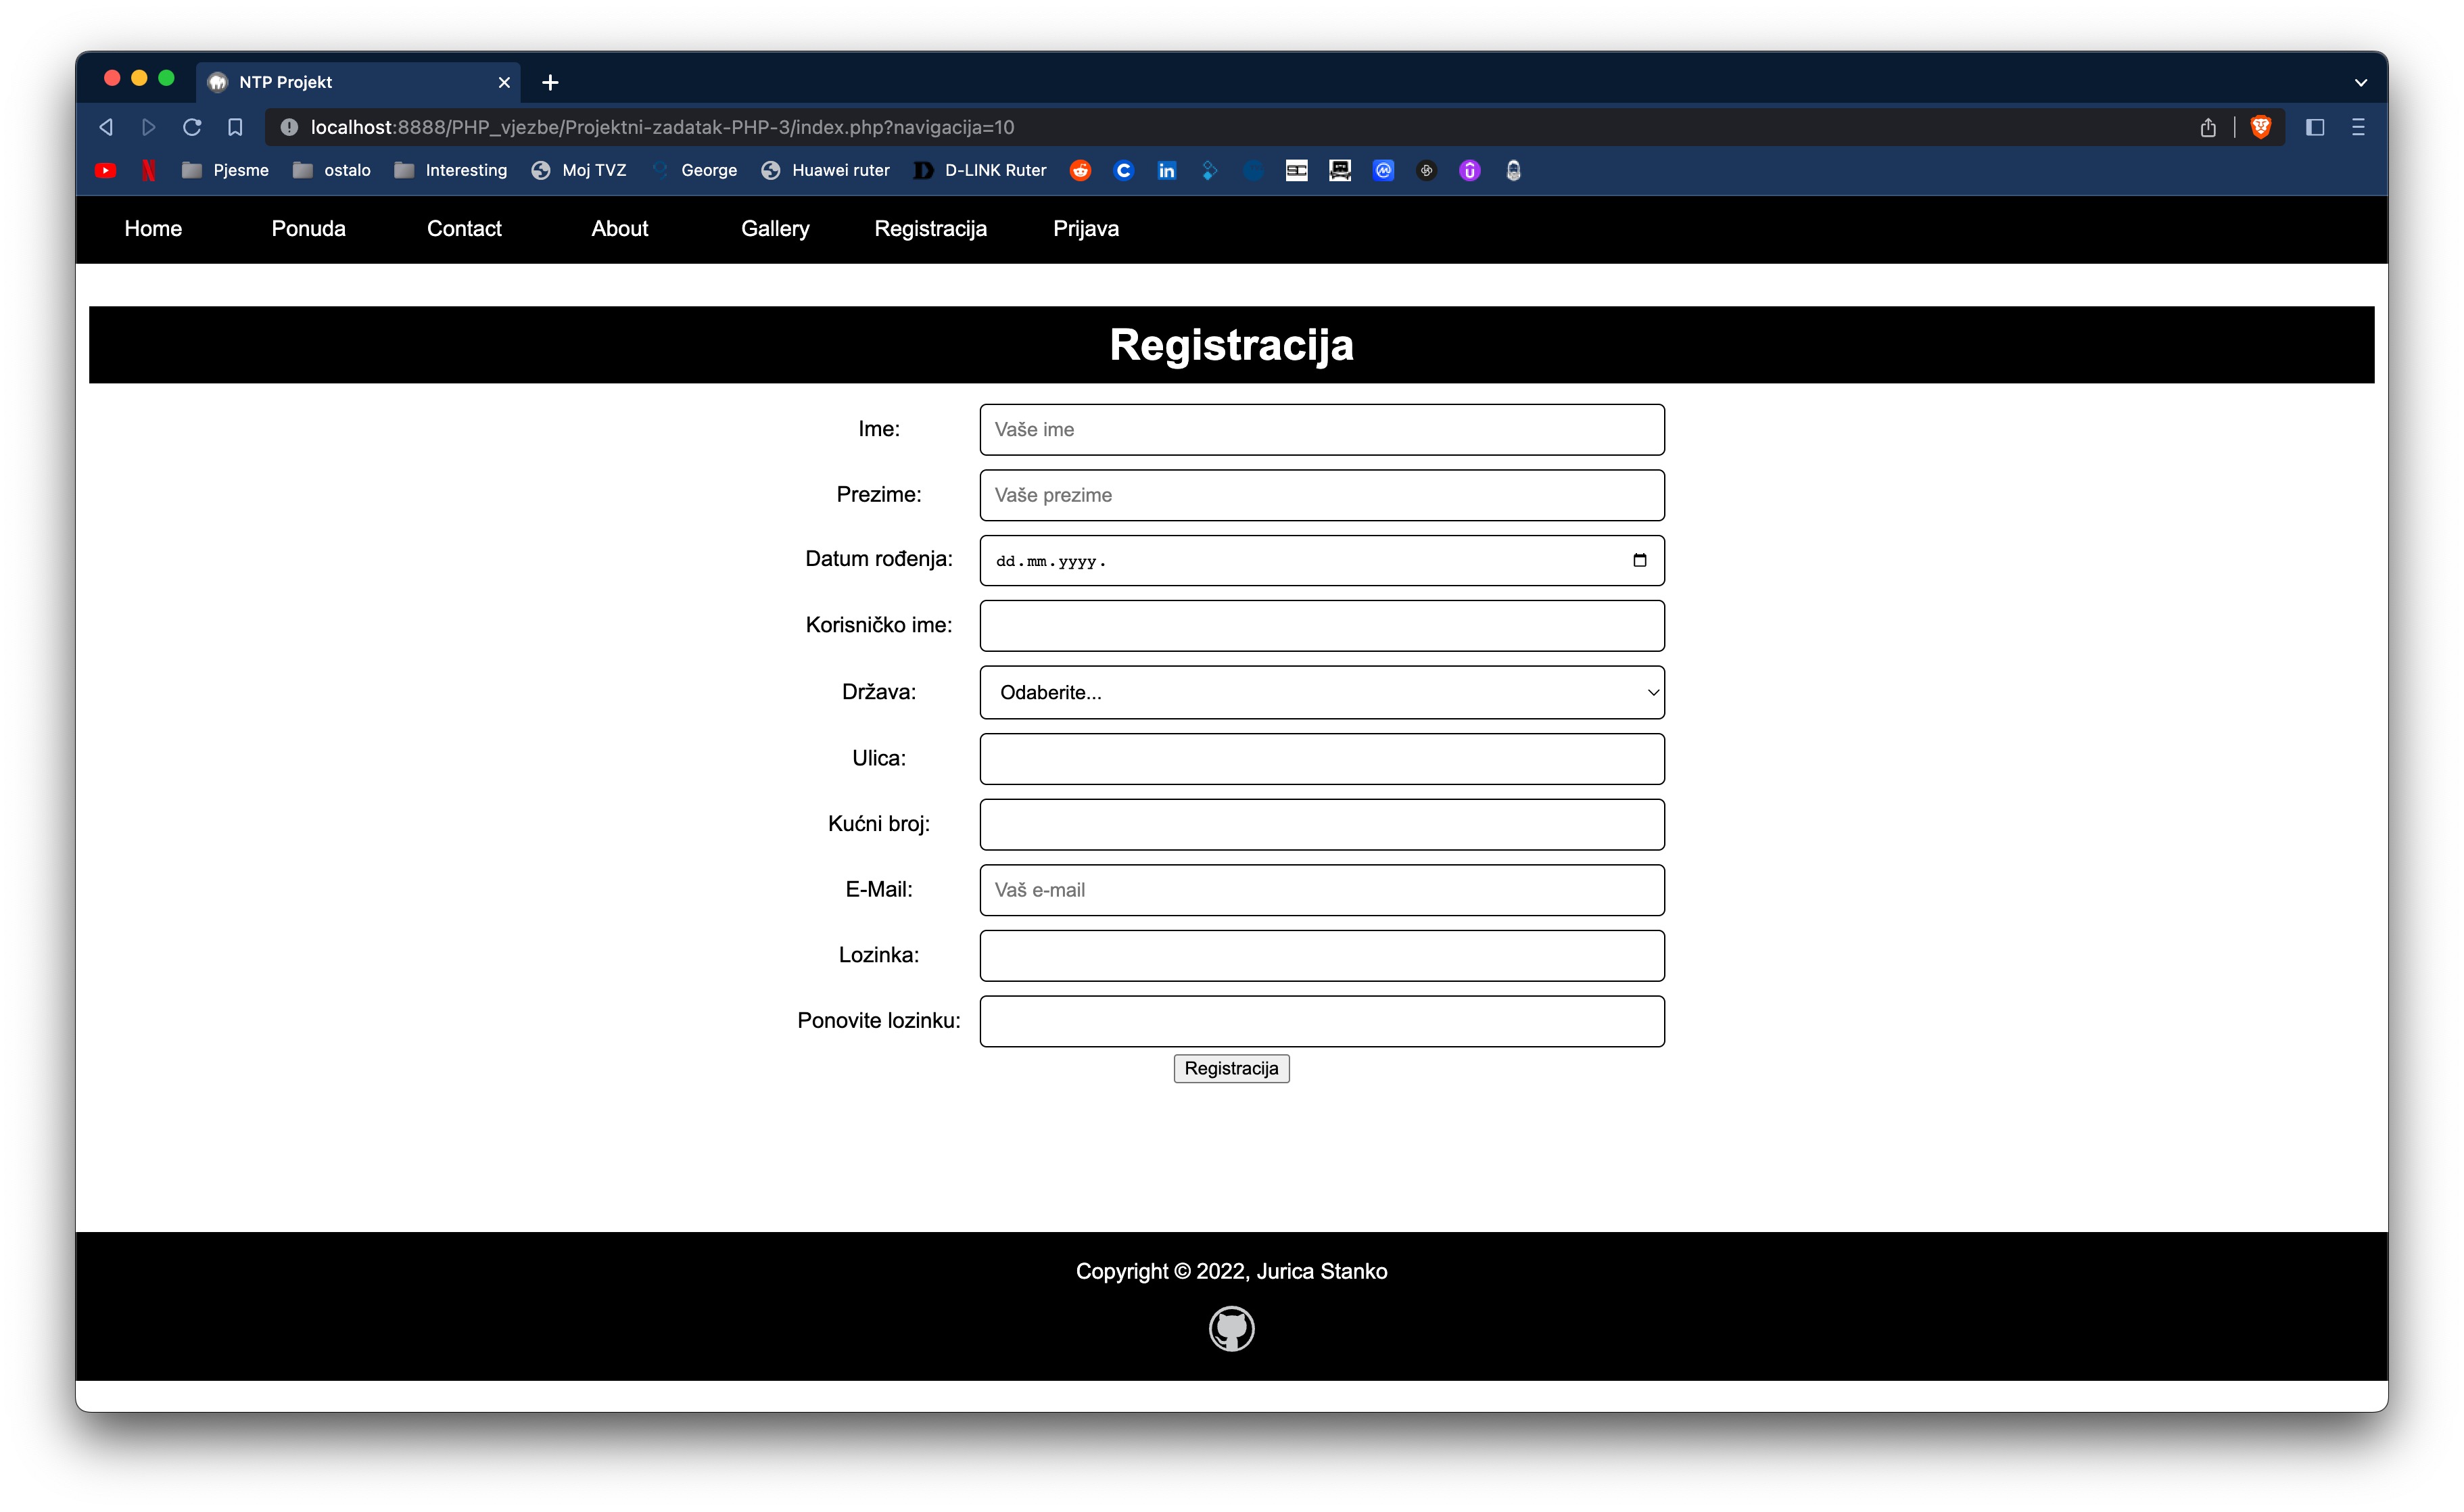 NTP Projekt
localhost:8888/PHP_vjezbe/Projektni-zadatak-PHP-3/index.php?navigacija=10
Pjesme ostalo Interesting Moj TVZ George Huawei ruter D-LINK Ruter
Home Ponuda Contact About Gallery Registracija Prijava
Registracija
Ime: Vaše ime
Prezime: Vaše prezime
Datum rođenja: dd.mm.yyyy.
Korisničko ime:
Država: Odaberite...
Ulica:
Kućni broj:
E-Mail: Vaš e-mail
Lozinka:
Ponovite lozinku:
Registracija
Copyright © 2022, Jurica Stanko